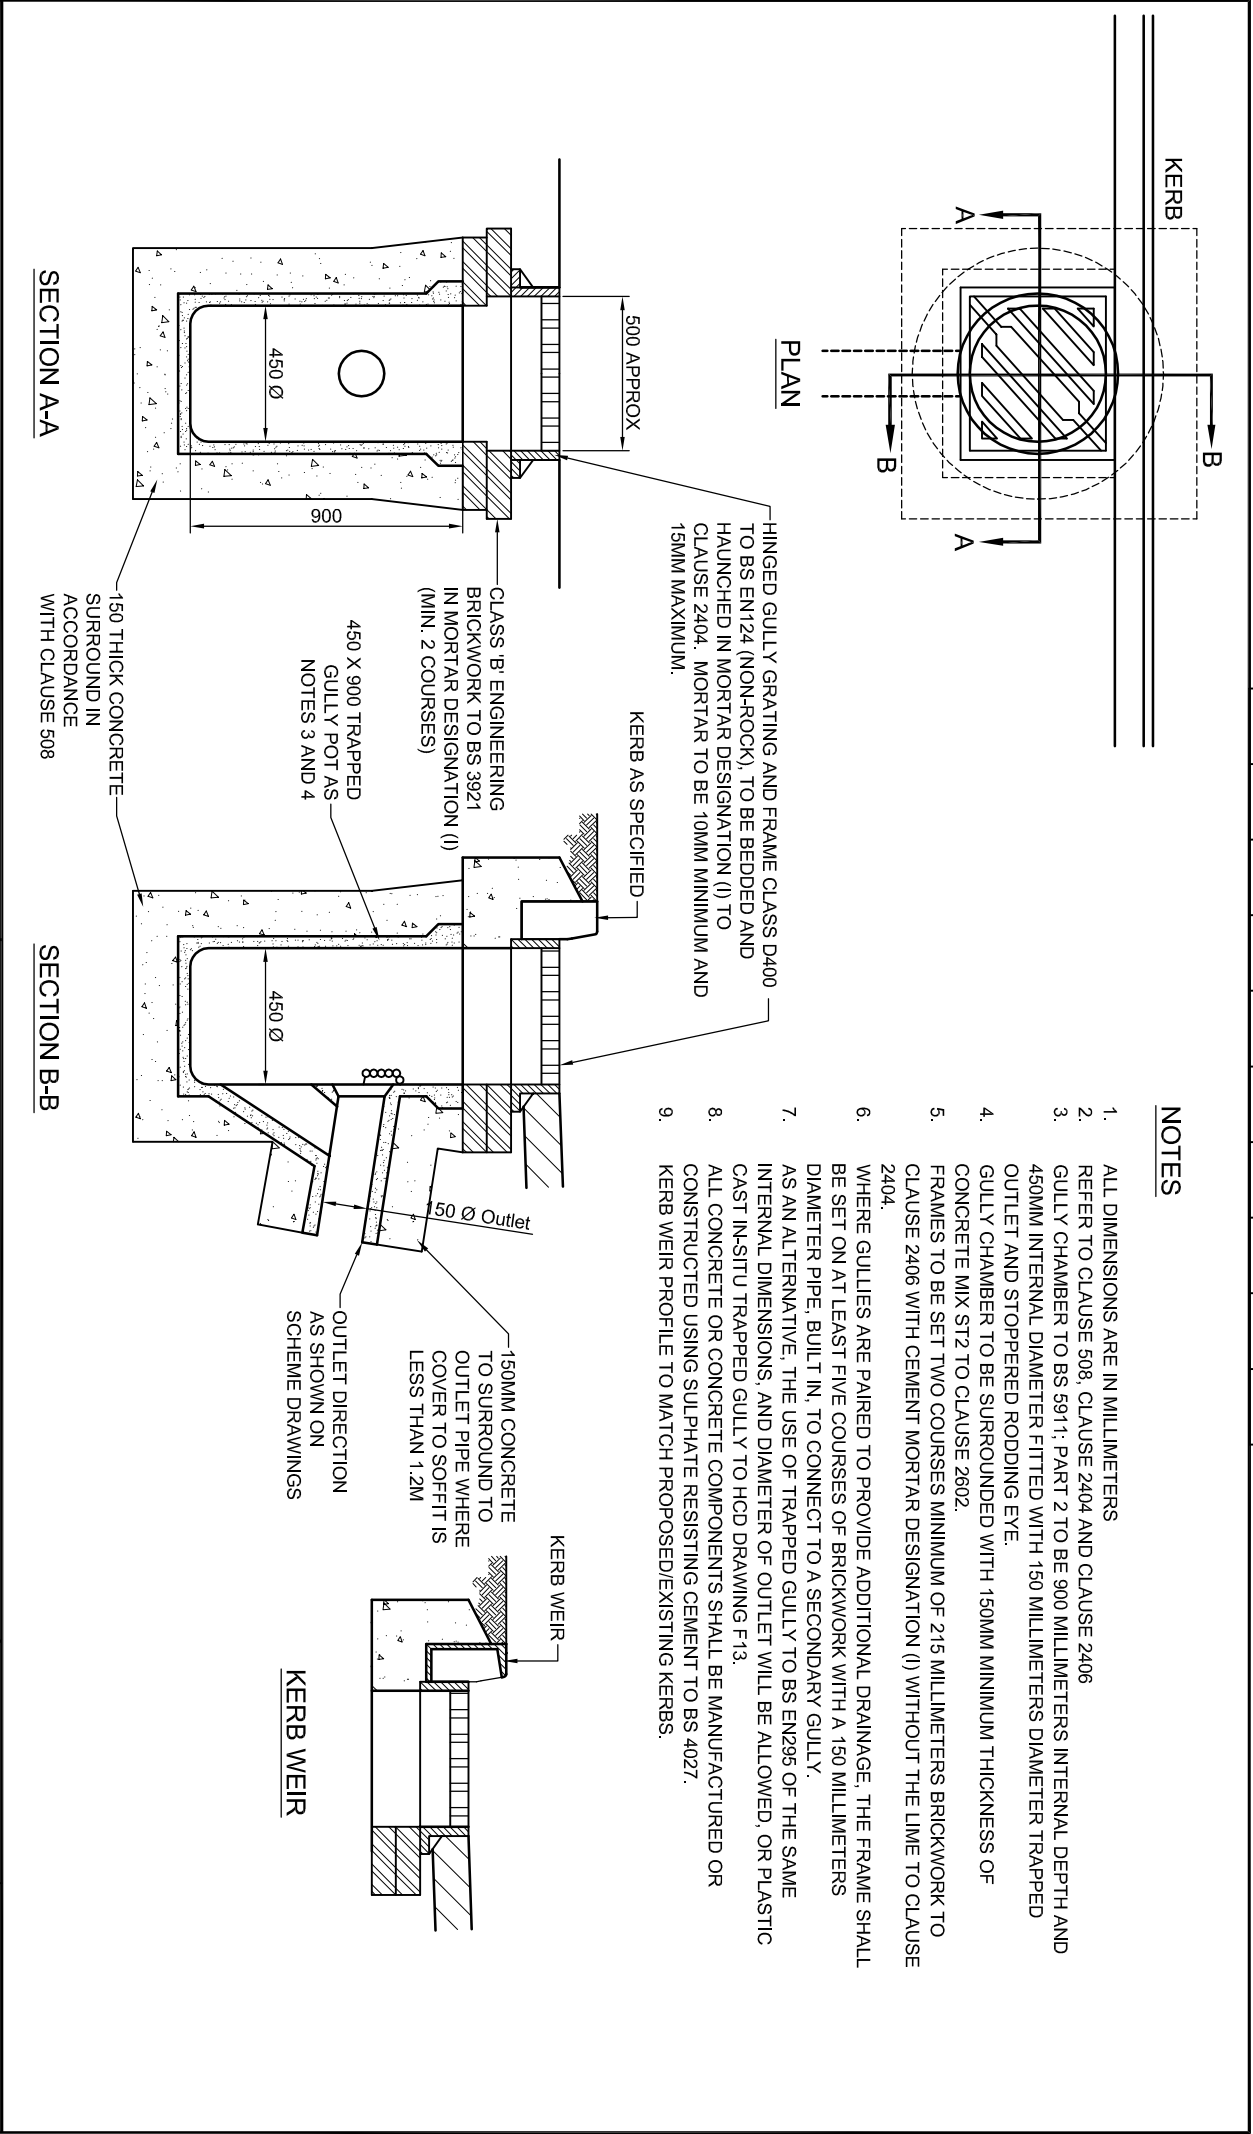 KERB
A
A
B
B
PLAN
500 APPROX
450 Ø
900
SECTION A-A
HINGED GULLY GRATING AND FRAME CLASS D400
TO BS EN124 (NON-ROCK), TO BE BEDDED AND
HAUNCHED IN MORTAR DESIGNATION (I) TO
CLAUSE 2404.  MORTAR TO BE 10MM MINIMUM AND
15MM MAXIMUM.
CLASS 'B' ENGINEERING
BRICKWORK TO BS 3921
IN MORTAR DESIGNATION (I)
(MIN. 2 COURSES)
450 X 900 TRAPPED
GULLY POT AS
NOTES 3 AND 4
150 THICK CONCRETE
SURROUND IN
ACCORDANCE
WITH CLAUSE 508
KERB AS SPECIFIED
450 Ø
150 Ø Outlet
SECTION B-B
150MM CONCRETE
TO SURROUND TO
OUTLET PIPE WHERE
COVER TO SOFFIT IS
LESS THAN 1.2M
OUTLET DIRECTION
AS SHOWN ON
SCHEME DRAWINGS
KERB WEIR
KERB WEIR
NOTES
1. ALL DIMENSIONS ARE IN MILLIMETERS
2. REFER TO CLAUSE 508, CLAUSE 2404 AND CLAUSE 2406
3. GULLY CHAMBER TO BS 5911; PART 2 TO BE 900 MILLIMETERS INTERNAL DEPTH AND
450MM INTERNAL DIAMETER FITTED WITH 150 MILLIMETERS DIAMETER TRAPPED
OUTLET AND STOPPERED RODDING EYE.
4. GULLY CHAMBER TO BE SURROUNDED WITH 150MM MINIMUM THICKNESS OF
CONCRETE MIX ST2 TO CLAUSE 2602.
5. FRAMES TO BE SET TWO COURSES MINIMUM OF 215 MILLIMETERS BRICKWORK TO
CLAUSE 2406 WITH CEMENT MORTAR DESIGNATION (I) WITHOUT THE LIME TO CLAUSE
2404.
6. WHERE GULLIES ARE PAIRED TO PROVIDE ADDITIONAL DRAINAGE, THE FRAME SHALL
BE SET ON AT LEAST FIVE COURSES OF BRICKWORK WITH A 150 MILLIMETERS
DIAMETER PIPE, BUILT IN, TO CONNECT TO A SECONDARY GULLY.
7. AS AN ALTERNATIVE, THE USE OF TRAPPED GULLY TO BS EN295 OF THE SAME
INTERNAL DIMENSIONS, AND DIAMETER OF OUTLET WILL BE ALLOWED, OR PLASTIC
CAST IN-SITU TRAPPED GULLY TO HCD DRAWING F13.
8. ALL CONCRETE OR CONCRETE COMPONENTS SHALL BE MANUFACTURED OR
CONSTRUCTED USING SULPHATE RESISTING CEMENT TO BS 4027.
9. KERB WEIR PROFILE TO MATCH PROPOSED/EXISTING KERBS.